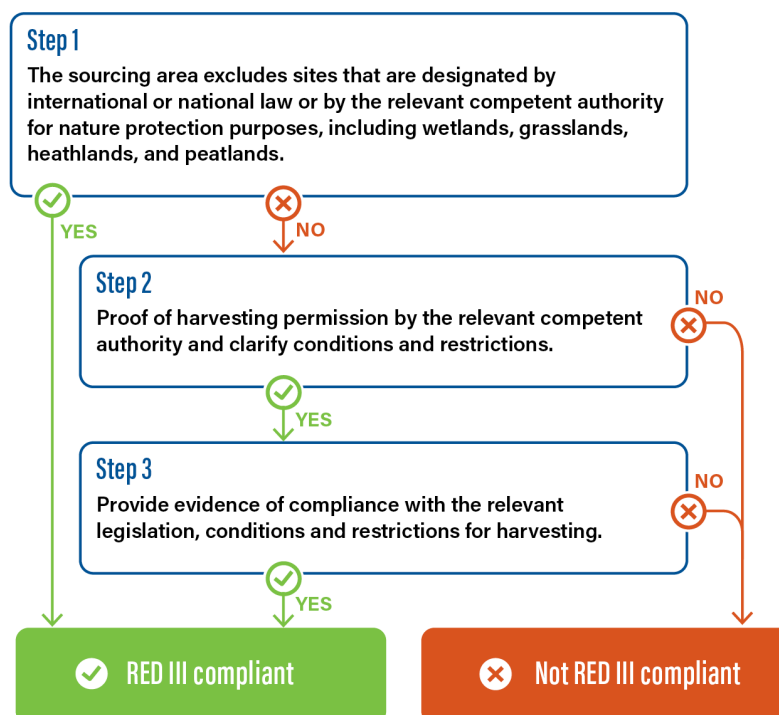 Step 1
The sourcing area excludes sites that are designated by
international or national law or by the relevant competent authority
for nature protection purposes, including wetlands, grasslands,
heathlands, and peatlands.
YES
NO
Step 2
Proof of harvesting permission by the relevant competent
authority and clarify conditions and restrictions.
NO
YES
Step 3
Provide evidence of compliance with the relevant
legislation, conditions and restrictions for harvesting.
NO
YES
RED III compliant
Not RED III compliant